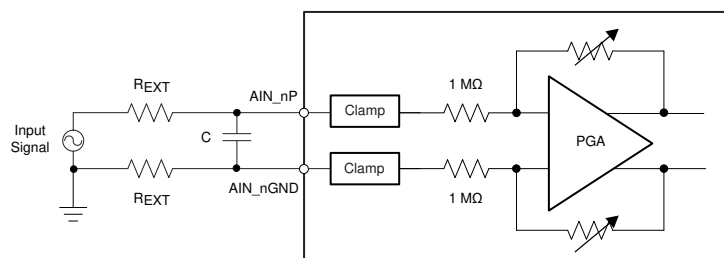 REXT
AIN_nP
Clamp
1 MΩ
Input
Signal
C
PGA
Clamp
REXT
AIN_nGND
1 MΩ